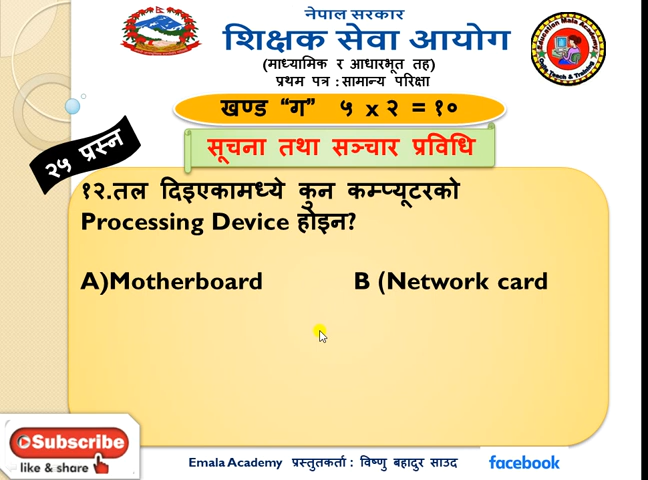 नेपाल सरकार
शिक्षक सेवा आयोग
(माध्यामिक र आधारभूत तह)
प्रथम पत्र : सामान्य परिक्षा
खण्ड “ग” ५ x २ = १०
२५ प्रस्न
सूचना तथा सञ्चार प्रविधि
१२.तल दिइएकामध्ये कुन कम्प्यूटरको
Processing Device होइन?
A)Motherboard B (Network card
Subscribe
like & share
Emala Academy प्रस्तुतकर्ता : विष्णु बहादुर साउद
facebook